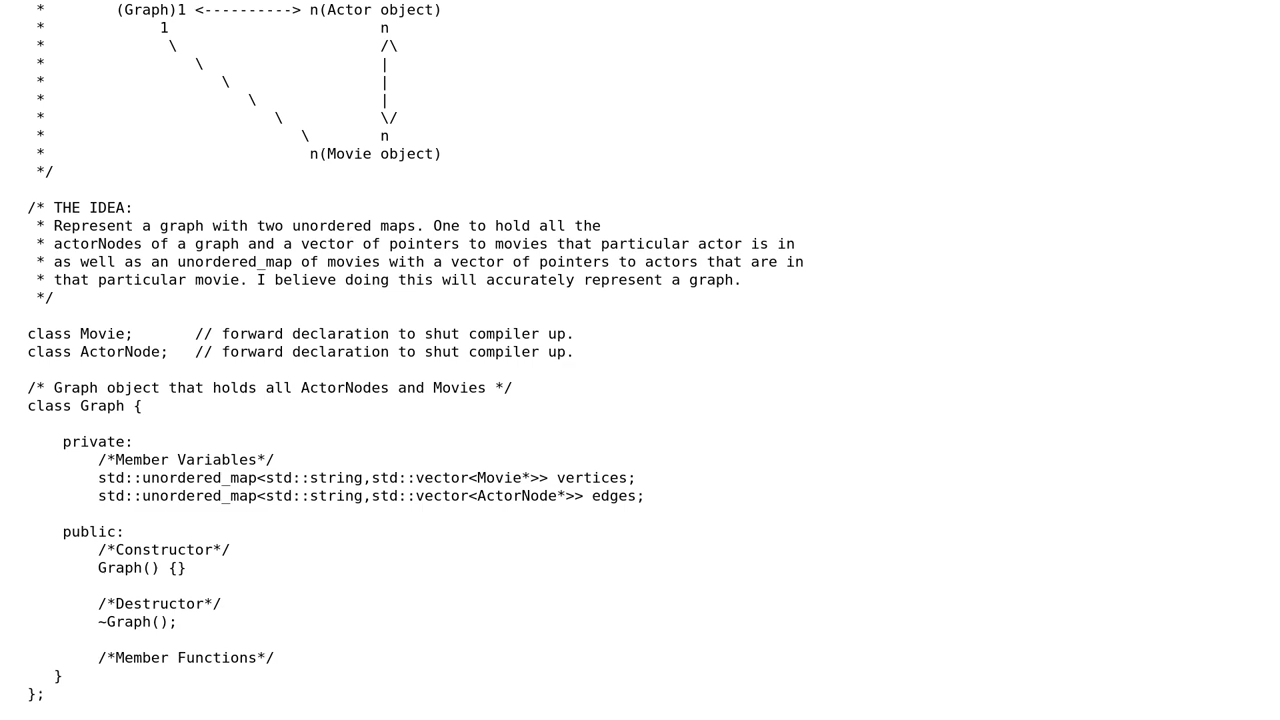 *        (Graph)1 <----------> n(Actor object)
 *             1                        n
 *              \                       /\
 *                 \                    |
 *                    \                 |
 *                       \              |
 *                          \           \/
 *                             \        n
 *                              n(Movie object)
 */

/* THE IDEA:
 * Represent a graph with two unordered maps. One to hold all the
 * actorNodes of a graph and a vector of pointers to movies that particular actor is in
 * as well as an unordered_map of movies with a vector of pointers to actors that are in
 * that particular movie. I believe doing this will accurately represent a graph.
 */

class Movie;       // forward declaration to shut compiler up.
class ActorNode;   // forward declaration to shut compiler up.

/* Graph object that holds all ActorNodes and Movies */
class Graph {

    private:
        /*Member Variables*/
        std::unordered_map<std::string,std::vector<Movie*>> vertices;
        std::unordered_map<std::string,std::vector<ActorNode*>> edges;

    public:
        /*Constructor*/
        Graph() {}

        /*Destructor*/
        ~Graph();

        /*Member Functions*/
   }
};